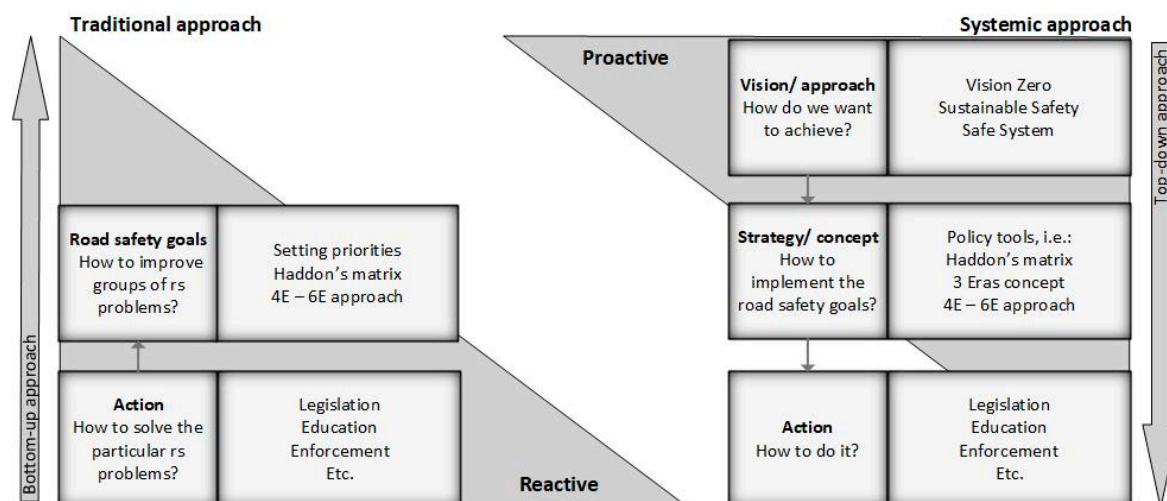 Traditional approach
Systemic approach
Bottom-up approach
Road safety goals
How to improve
groups of rs
problems?
Setting priorities
Haddon's matrix
4E – 6E approach
Action
How to solve the
particular rs
problems?
Legislation
Education
Enforcement
Etc.
Reactive
Proactive
Vision/ approach
How do we want
to achieve?
Vision Zero
Sustainable Safety
Safe System
Strategy/ concept
How to
implement the
road safety goals?
Policy tools, i.e.:
Haddon's matrix
3 Eras concept
4E – 6E approach
Action
How to do it?
Legislation
Education
Enforcement
Etc.
Top-down approach